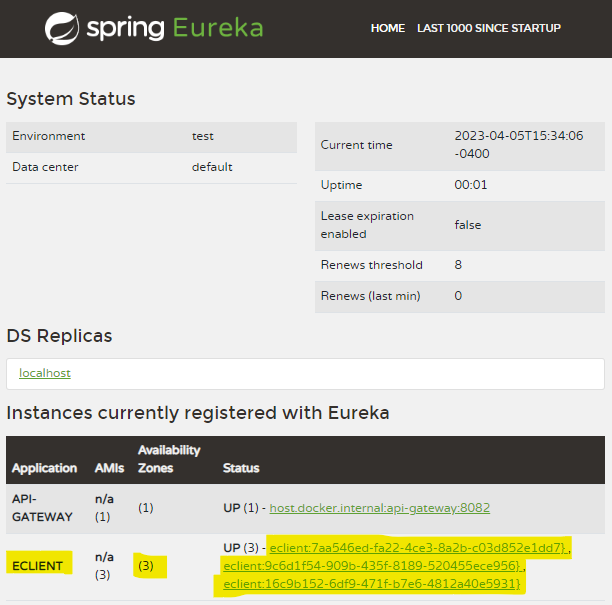 spring Eureka
HOME LAST 1000 SINCE STARTUP
System Status
Environment test
Data center default
Current time 2023-04-05T15:34:06
-0400
Uptime 00:01
Lease expiration
enabled false
Renews threshold 8
Renews (last min) 0
DS Replicas
localhost
Instances currently registered with Eureka
Application AMIs Availability
Zones Status
API-
GATEWAY n/a
(1) (1) UP (1) - host.docker.internal:api-gateway:8082
ECLIENT n/a
(3) (3) UP (3) - eclient:7aa546ed-fa22-4ce3-8a2b-c03d852e1dd7} ,
eclient:9c6d1f54-909b-435f-8189-520455ece956} ,
eclient:16c9b152-6df9-471f-b7e6-4812a40e5931}